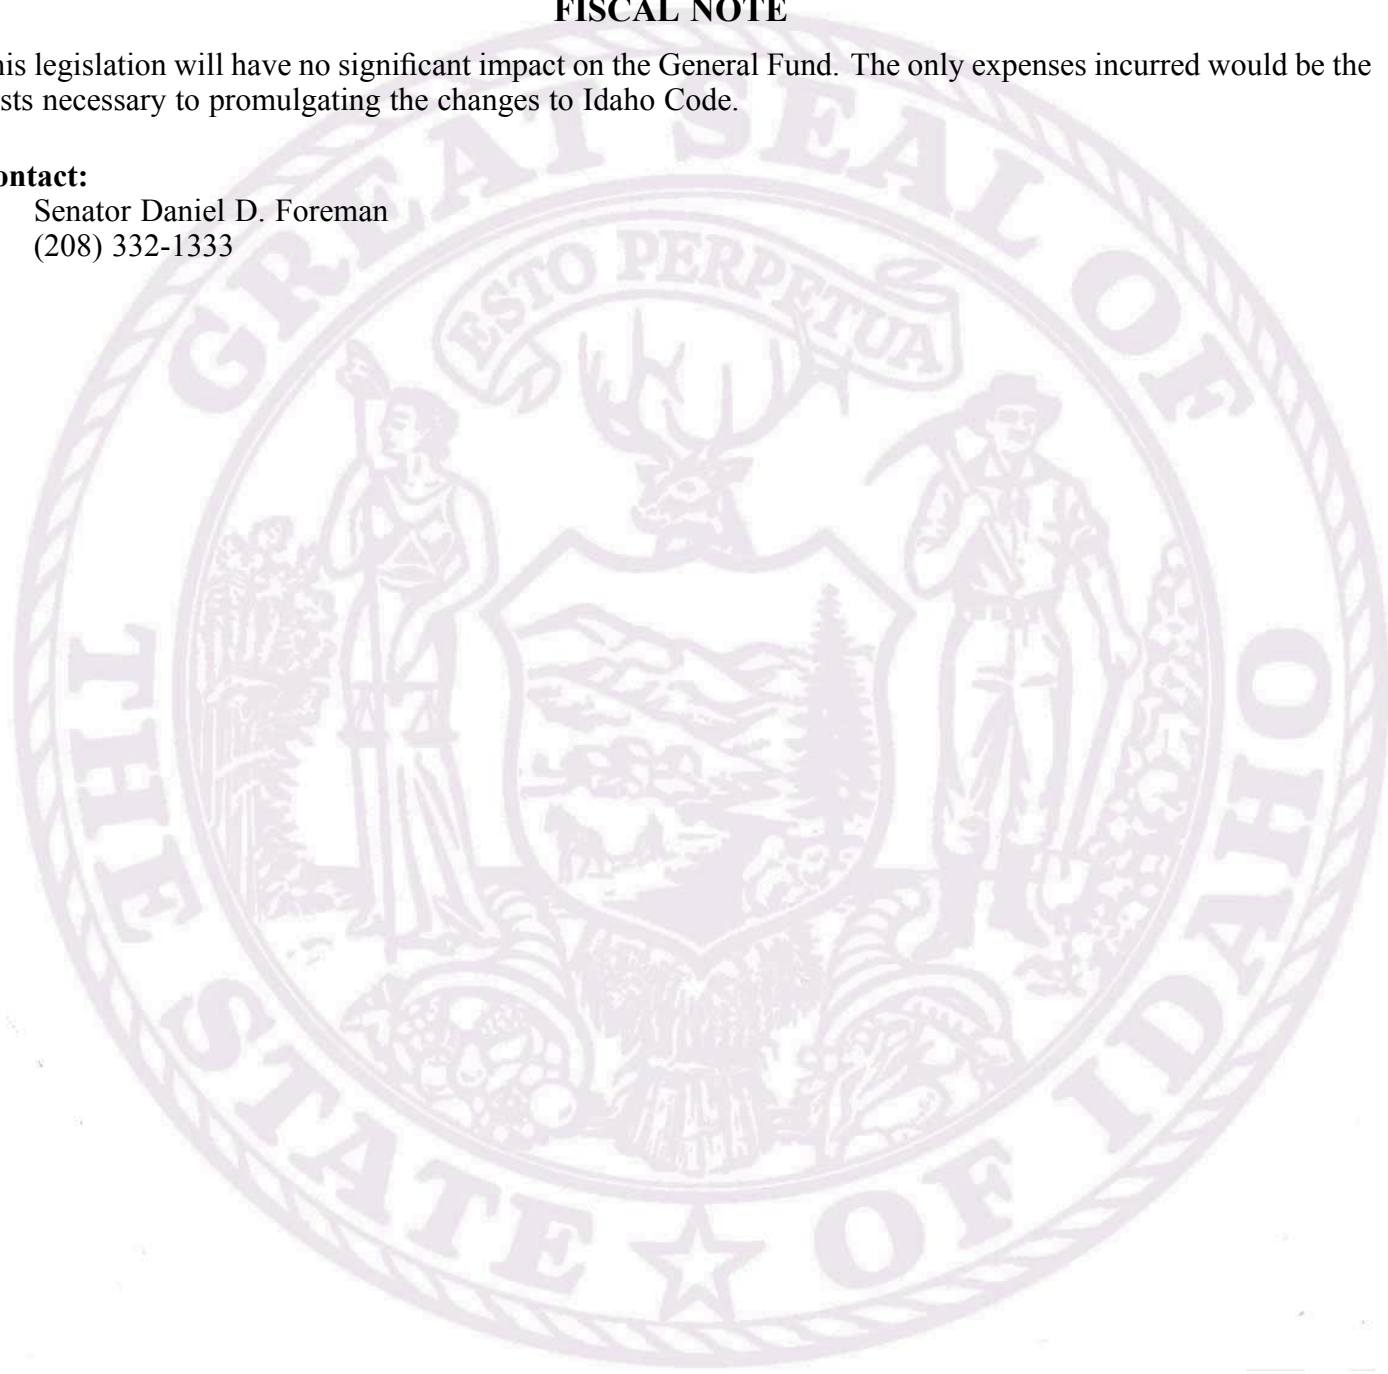 FISCAL NOTE
his legislation will have no significant impact on the General Fund. The only expenses incurred would be the
sts necessary to promulgating the changes to Idaho Code.
ontact:
Senator Daniel D. Foreman
(208) 332-1333
GREAT SEAL OF
ESTO PERPETUA
THE STATE OF IDAHO